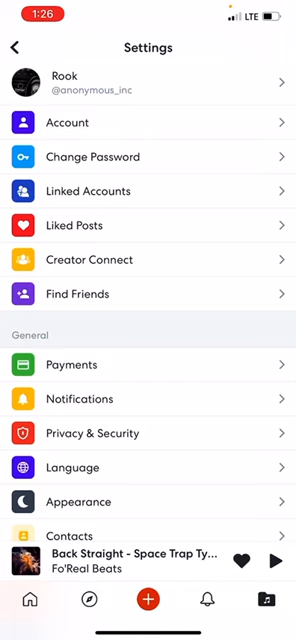 1:26
LTE
Settings
Rook
@anonymous_inc
Account
Change Password
Linked Accounts
Liked Posts
Creator Connect
Find Friends
General
Payments
Notifications
Privacy & Security
Language
Appearance
Contacts
Back Straight - Space Trap Ty...
Fo'Real Beats